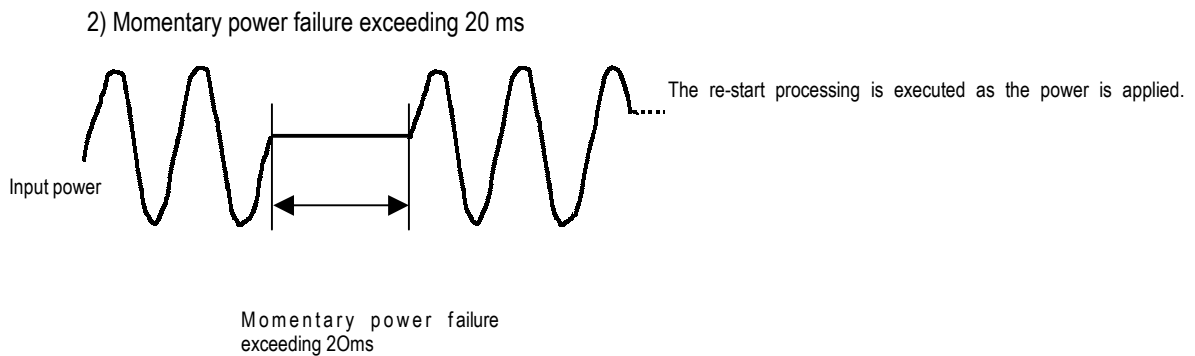 2) Momentary power failure exceeding 20 ms
The re-start processing is executed as the power is applied.
Input power
Momentary power failure
exceeding 2Oms